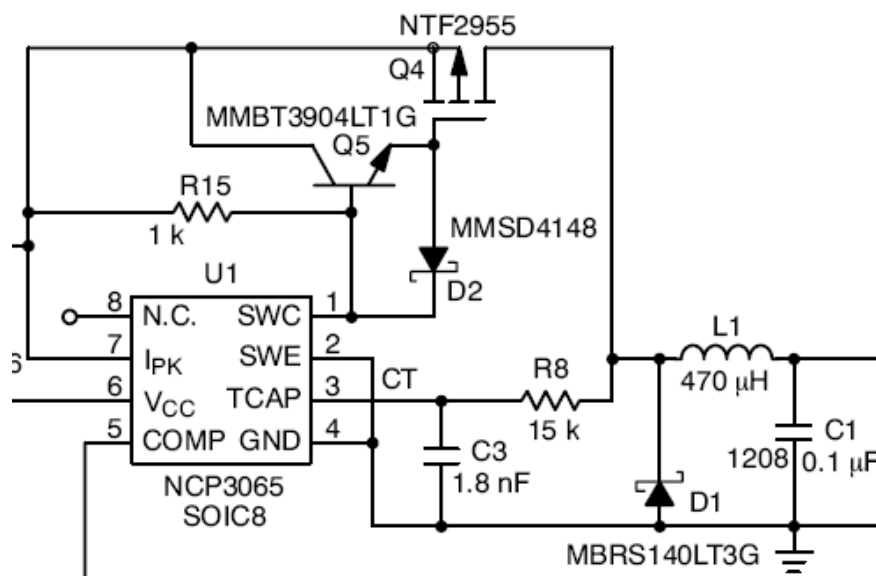 NTF2955
Q4
MMBT3904LT1G
Q5
R15
1 k
MMSD4148
D2
U1
8 N.C. SWC 1
7 IPK SWE 2
6 VCC TCAP 3
5 COMP GND 4
NCP3065
SOIC8
CT
R8
15 k
C3
1.8 nF
L1
470 μH
D1
MBRS140LT3G
C1
1208 0.1 μF